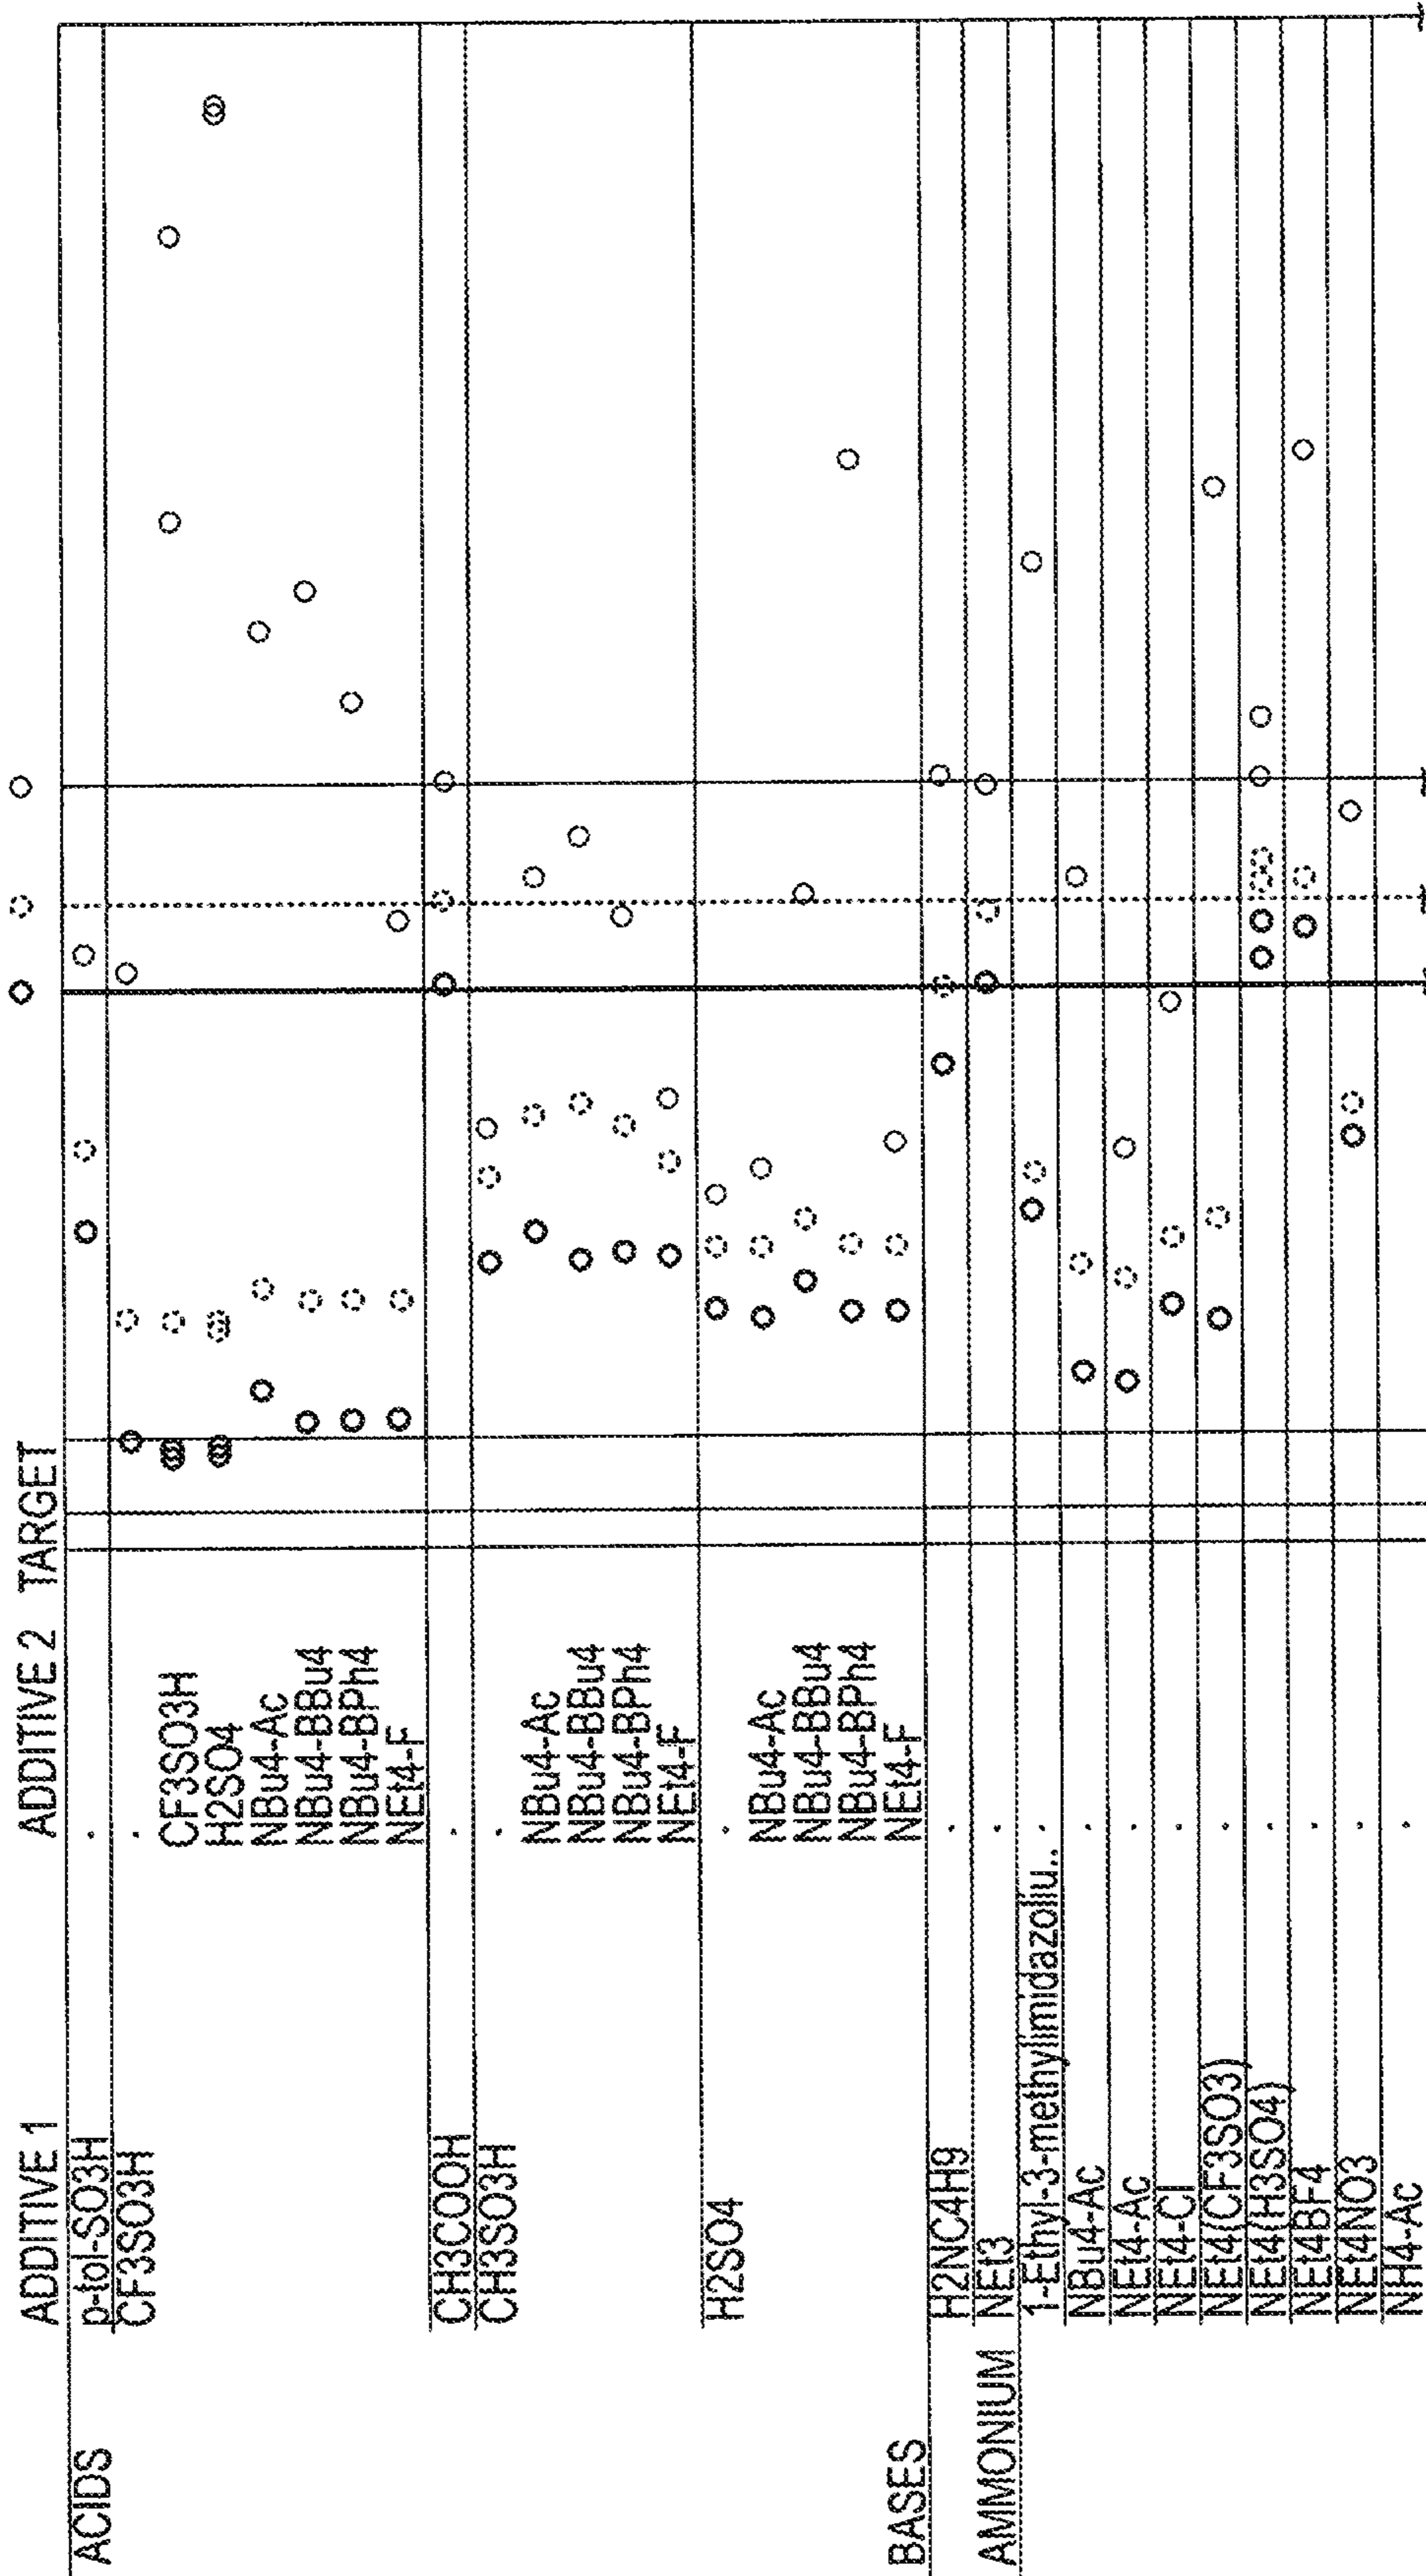 ADDITIVE 1 ADDITIVE 2 TARGET
ACIDS p-tol-SO3H .
CF3SO3H .
CF3SO3H
H2SO4
NBu4-Ac
NBu4-BBu4
NBu4-BPh4
NEt4-F
CH3COOH .
CH3SO3H .
NBu4-Ac
NBu4-BBu4
NBu4-BPh4
NEt4-F
H2SO4 .
NBu4-Ac
NBu4-BBu4
NBu4-BPh4
NEt4-F
BASES H2NC4H9 .
NEt3 .
AMMONIUM 1-Ethyl-3-methylimidazoliu.. .
NBu4-Ac .
NEt4-Ac .
NEt4-Cl .
NEt4(CF3SO3) .
NEt4(H3SO4) .
NEt4BF4 .
NEt4NO3 .
NH4-Ac .